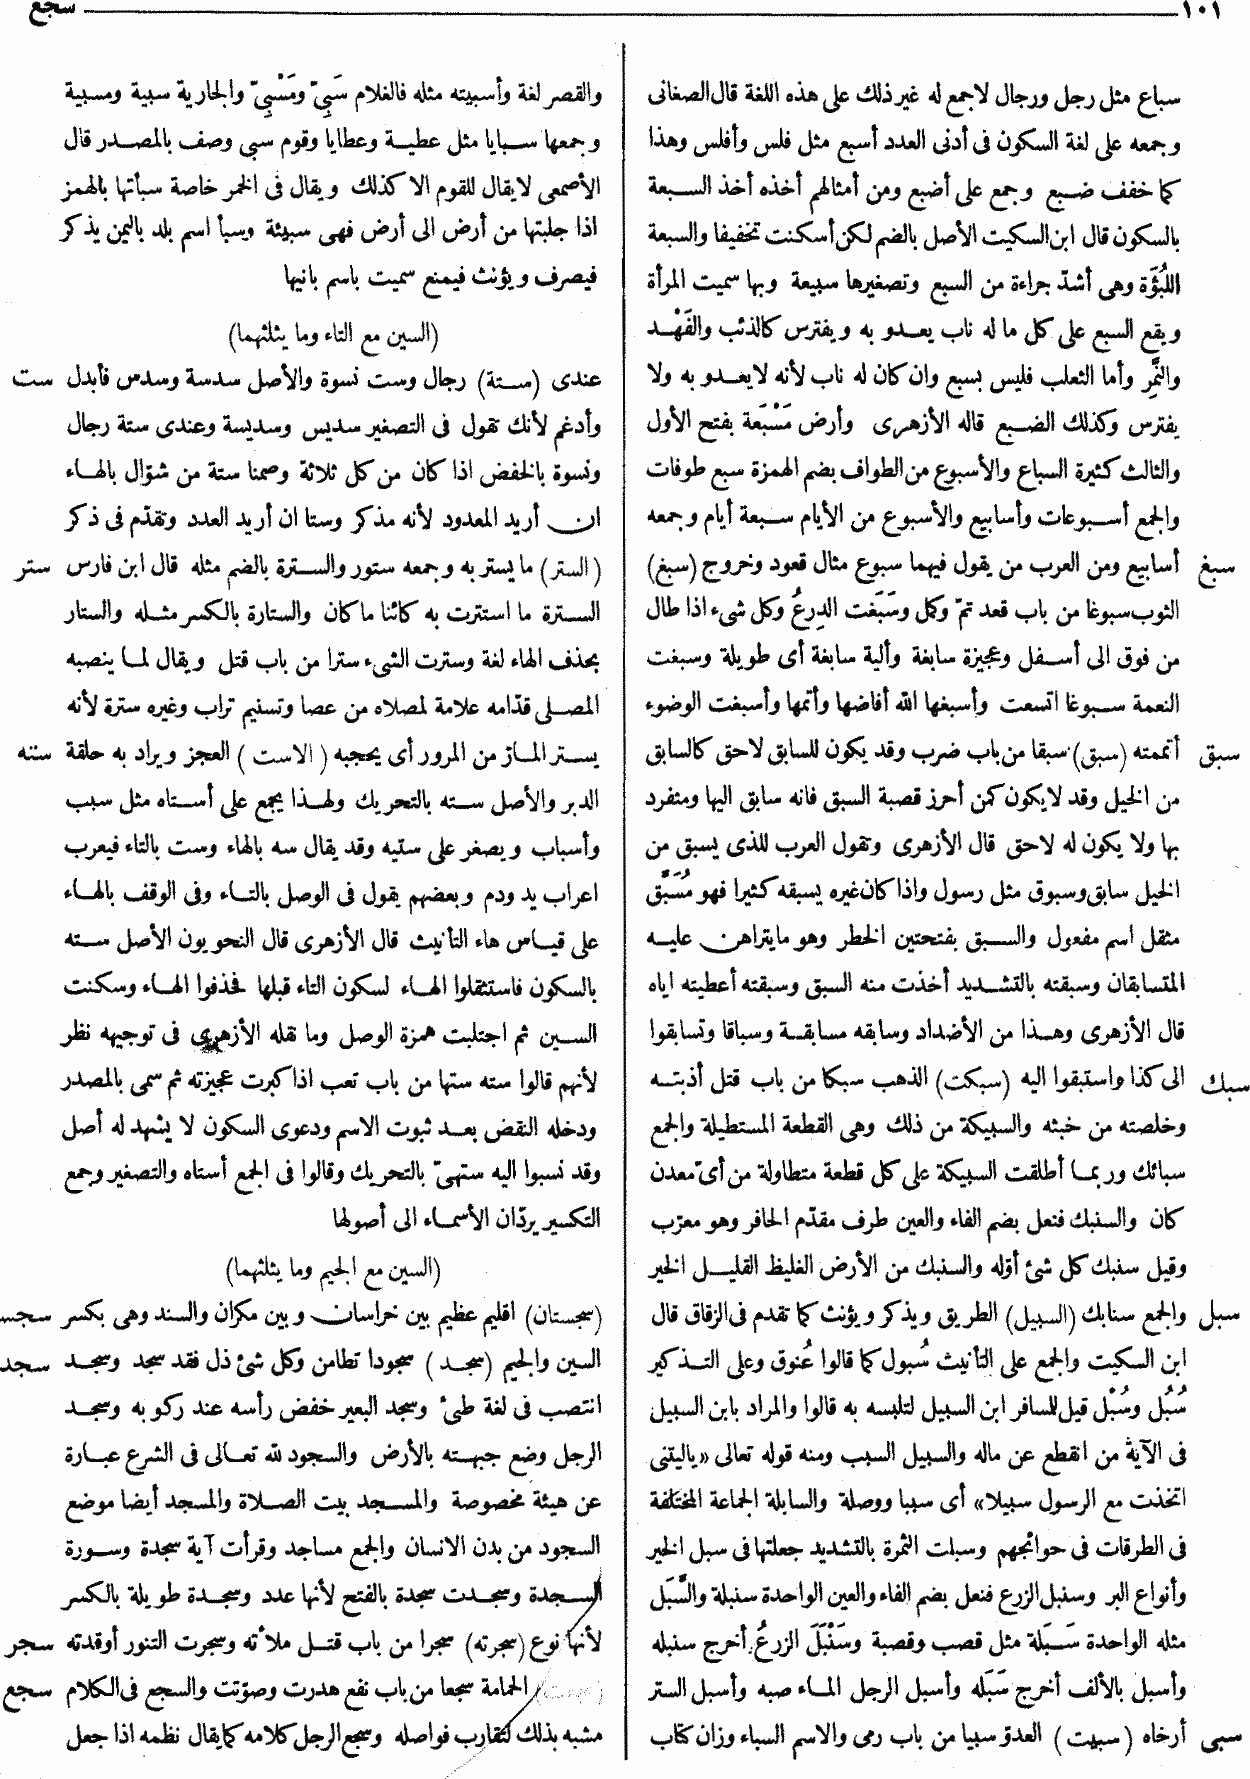 ١٠١
سجع
سباع مثل رجل ورجال لاجمع له غير ذلك على هذه اللغة قال الصغانى
وجمعه على لغة السكون فى أدنى العدد أسبع مثل فلس وأفلس وهذا
كما خفف ضبع وجمع على أضبع ومن أمثالهم أخذه أخذ السبعة
بالسكون قال ابن السكيت الأصل بالضم لكن أسكنت تخفيفا والسبعة
اللَّبُؤَة وهى أشدّ جراءة من السبع وتصغيرها سبيعة وبها سميت المرأة
ويقع السبع على كل ما له ناب يعدو به ويفترس كالذئب والفَهْد
والنَّمِر وأما الثعلب فليس بسبع وان كان له ناب لأنه لايعدو به ولا
يفترس وكذلك الضبع قاله الأزهرى وأرض مَسْبَعة بفتح الأول
والثالث كثيرة السباع والأسبوع من الطواف بضم الهمزة سبع طوفات
والجمع أسبوعات وأسابيع والأسبوع من الأيام سبعة أيام وجمعه
سبغ أسابيع ومن العرب من يقول فيهما سبوع مثال قعود وخروج (سبغ)
الثوب سبوغا من باب قعد تمّ وكمل وسَبَغت الدِرعُ وكل شىء اذا طال
من فوق الى أسفل وعجيزة سابغة وألية سابغة أى طويلة وسبغت
النعمة سبوغا اتسعت وأسبغها الله أفاضها وأتمها وأسبغت الوضوء
سبق أتممته (سبق) سبقا من باب ضرب وقد يكون للسابق لاحق كالسابق
من الخيل وقد لايكون كمن أحرز قصبة السبق فانه سابق اليها ومنفرد
بها ولا يكون له لاحق قال الأزهرى وتقول العرب للذى يسبق من
الخيل سابق وسبوق مثل رسول واذا كان غيره يسبقه كثيرا فهو مُسَبَّق
مثقل اسم مفعول والسبق بفتحتين الخطر وهو مايتراهن عليه
المتسابقان وسبقته بالتشديد أخذت منه السبق وسبقته أعطيته اياه
قال الأزهرى وهذا من الأضداد وسابقه مسابقة وسباقا وتسابقوا
سبك الى كذا واستبقوا اليه (سبكت) الذهب سبكا من باب قتل أذبته
وخلصته من خبثه والسبيكة من ذلك وهى القطعة المستطيلة والجمع
سبائك وربما أطلقت السبيكة على كل قطعة متطاولة من أىّ معدن
كان والسنبك فنعل بضم الفاء والعين طرف مقدّم الحافر وهو معرّب
وقيل سنبك كل شئ أوّله والسنبك من الأرض الغليظ القليل الخير
سبل والجمع سنابك (السبيل) الطريق ويذكر ويؤنث كما تقدم فى الزقاق قال
ابن السكيت والجمع على التأنيث سُبول كما قالوا عُنوق وعلى التذكير
سُبُل وسُبْل قيل للسافر ابن السبيل لتلبسه به قالوا والمراد بابن السبيل
فى الآية من انقطع عن ماله والسبيل السبب ومنه قوله تعالى «ياليتنى
اتخذت مع الرسول سبيلا» أى سببا ووصلة والسابلة الجماعة المختلفة
فى الطرقات فى حوائجهم وسبلت الثمرة بالتشديد جعلتها فى سبل الخير
وأنواع البر وسنبل الزرع فنعل بضم الفاء والعين الواحدة سنبلة والسَّبَل
مثله الواحدة سَبَلة مثل قصب وقصبة وسَنْبَلَ الزرعُ أخرج سنبله
وأسبل بالألف أخرج سَبَله وأسبل الرجل الماء صبه وأسبل الستر
سبى أرخاه (سبيت) العدوّ سبيا من باب رمى والاسم السباء وزان كتاب
والقصر لغة وأسبيته مثله فالغلام سَبِىّ ومَسْبِىّ والجارية سبية ومسبية
وجمعها سبايا مثل عطية وعطايا وقوم سبى وصف بالمصدر قال
الأصمعى لايقال للقوم الا كذلك ويقال فى الخمر خاصة سبأتها بالهمز
اذا جلبتها من أرض الى أرض فهى سبيئة وسبأ اسم بلد باليمن يذكر
فيصرف ويؤنث فيمنع سميت باسم بانيها
(السين مع التاء وما يثلثهما)
عندى (ستة) رجال وست نسوة والأصل سدسة وسدس فأبدل ست
وأدغم لأنك تقول فى التصغير سديس وسديسة وعندى ستة رجال
ونسوة بالخفض اذا كان من كل ثلاثة وصمنا ستة من شوّال بالهاء
ان أريد المعدود لأنه مذكر وستا ان أريد العدد وتقدّم فى ذكر
(الستر) مايستر به وجمعه ستور والسترة بالضم مثله قال ابن فارس ستر
السترة ما استترت به كائنا ماكان والستارة بالكسر مثله والستار
بحذف الهاء لغة وسترت الشىء سترا من باب قتل ويقال لما ينصبه
المصلى قدّامه علامة لمصلاه من عصا وتسنيم تراب وغيره سترة لأنه
يستر المارّ من المرور أى يحجبه (الاست) العجز ويراد به حلقة سته
الدبر والأصل سته بالتحريك ولهذا يجمع على أستاه مثل سبب
وأسباب ويصغر على ستيه وقد يقال سه بالهاء وست بالتاء فيعرب
اعراب يد ودم وبعضهم يقول فى الوصل بالتاء وفى الوقف بالهاء
على قياس هاء التأنيث قال الأزهرى قال النحويون الأصل سته
بالسكون فاستثقلوا الهاء لسكون التاء قبلها فحذفوا الهاء وسكنت
السين ثم اجتلبت همزة الوصل وما نقله الأزهرى فى توجيهه نظر
لأنهم قالوا سته ستها من باب تعب اذا كبرت عجيزته ثم سمى بالمصدر
ودخله النقض بعد ثبوت الاسم ودعوى السكون لا يشهد له أصل
وقد نسبوا اليه ستهىّ بالتحريك وقالوا فى الجمع أستاه والتصغير وجمع
التكسير يردّان الأسماء الى أصولها
(السين مع الجيم وما يثلثهما)
(سجستان) اقليم عظيم بين خراسان وبين مكران والسند وهى بكسر سجس
السين والجيم (سجد) سجودا تطامن وكل شئ ذل فقد سجد وسجد سجد
انتصب فى لغة طئ وسجد البعير خفض رأسه عند ركوبه وسجد
الرجل وضع جبهته بالأرض والسجود لله تعالى فى الشرع عبارة
عن هيئة مخصوصة والمسجد بيت الصلاة والمسجد أيضا موضع
السجود من بدن الانسان والجمع مساجد وقرأت آية سجدة وسورة
السجدة وسجدت سجدة بالفتح لأنها عدد وسجدة طويلة بالكسر
لأنها نوع (سجرته) سجرا من باب قتل ملأته وسجرت التنور أوقدته سجر
الحمامة سجعا من باب نفع هدرت وصوّتت والسجع فى الكلام سجع
مشبه بذلك لتقارب فواصله وسجع الرجل كلامه كما يقال نظمه اذا جعل